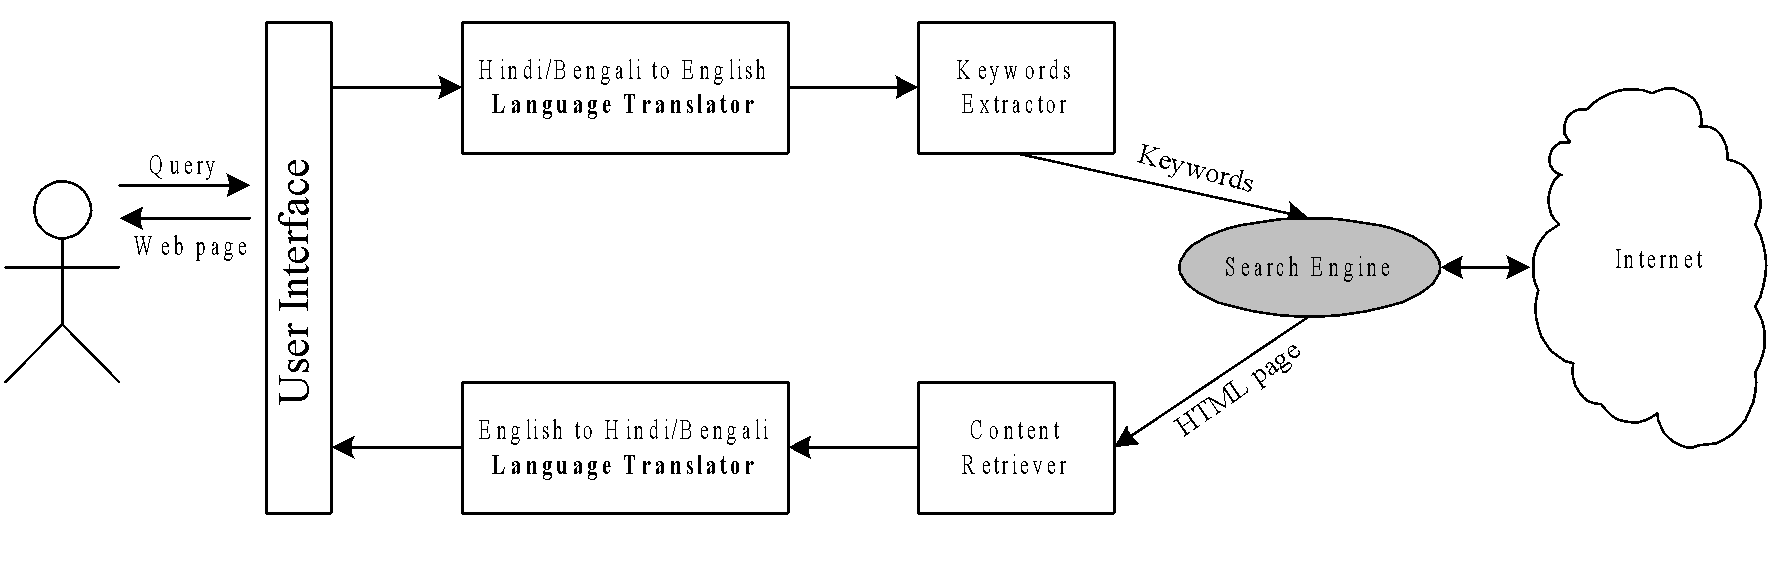 Hindi/Bengali to English
Language Translator
Keywords
Extractor
Query
Web page
User Interface
Keywords
Search Engine
Internet
HTML page
English to Hindi/Bengali
Language Translator
Content
Retriever